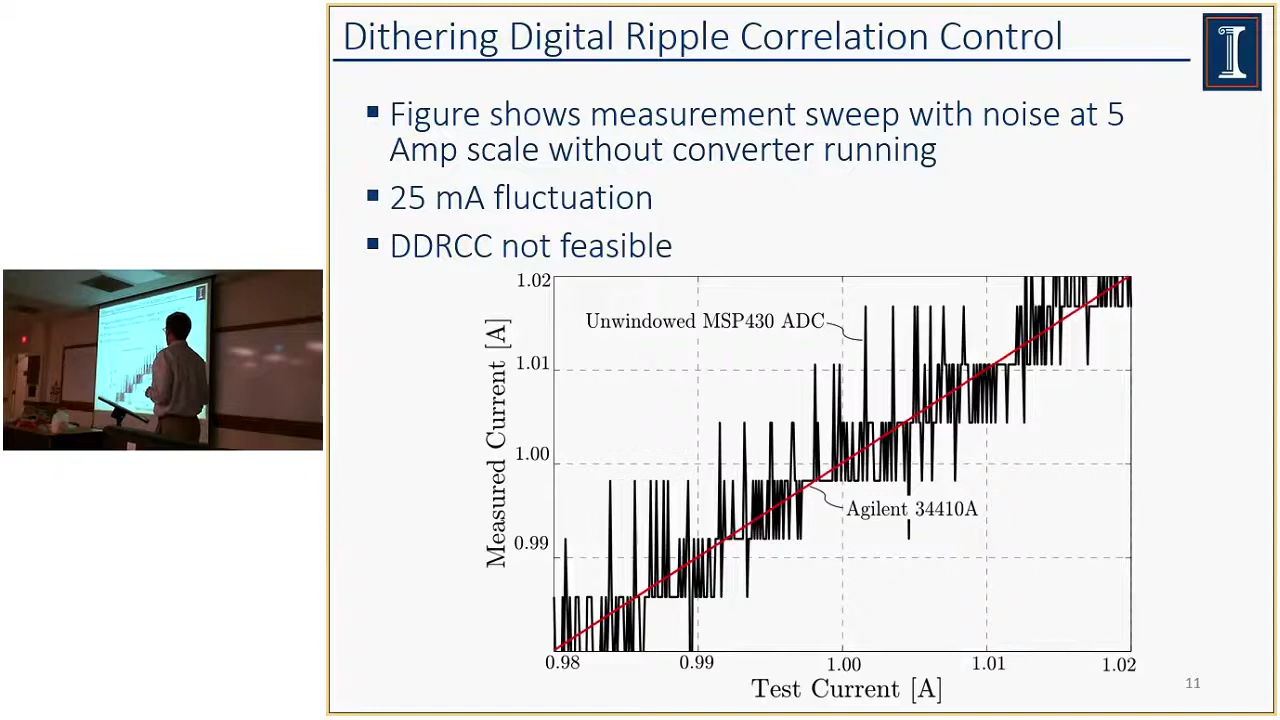 Dithering Digital Ripple Correlation Control
I
▪ Figure shows measurement sweep with noise at 5
Amp scale without converter running
▪ 25 mA fluctuation
▪ DDRCC not feasible
1.02
1.01
1.00
0.99
Measured Current [A]
Unwindowed MSP430 ADC
Agilent 34410A
0.98 0.99 1.00 1.01 1.02
Test Current [A]
11